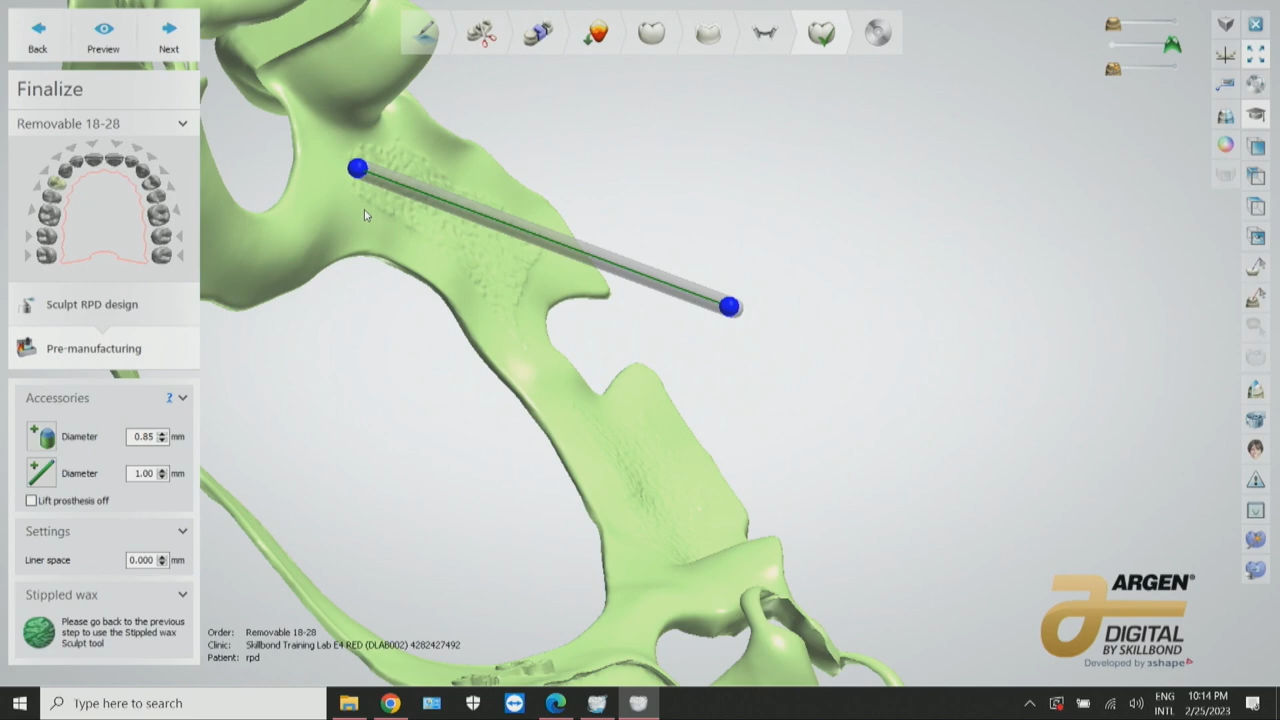 Back
Preview
Next
Finalize
Removable 18-28
Sculpt RPD design
Pre-manufacturing
Accessories
?
Diameter
0.85
mm
Diameter
1.00
mm
Lift prosthesis off
Settings
Liner space
0.000
mm
Stippled wax
Please go back to the previous
step to use the Stippled wax
Sculpt tool
Order: Removable 18-28
Clinic: Skillbond Training Lab E4 RED (DLAB002) 4282427492
Patient: rpd
ARGEN®
DIGITAL
BY SKILLBOND
Developed by 3shape
Type here to search
ENG
INTL
10:14 PM
2/25/2023